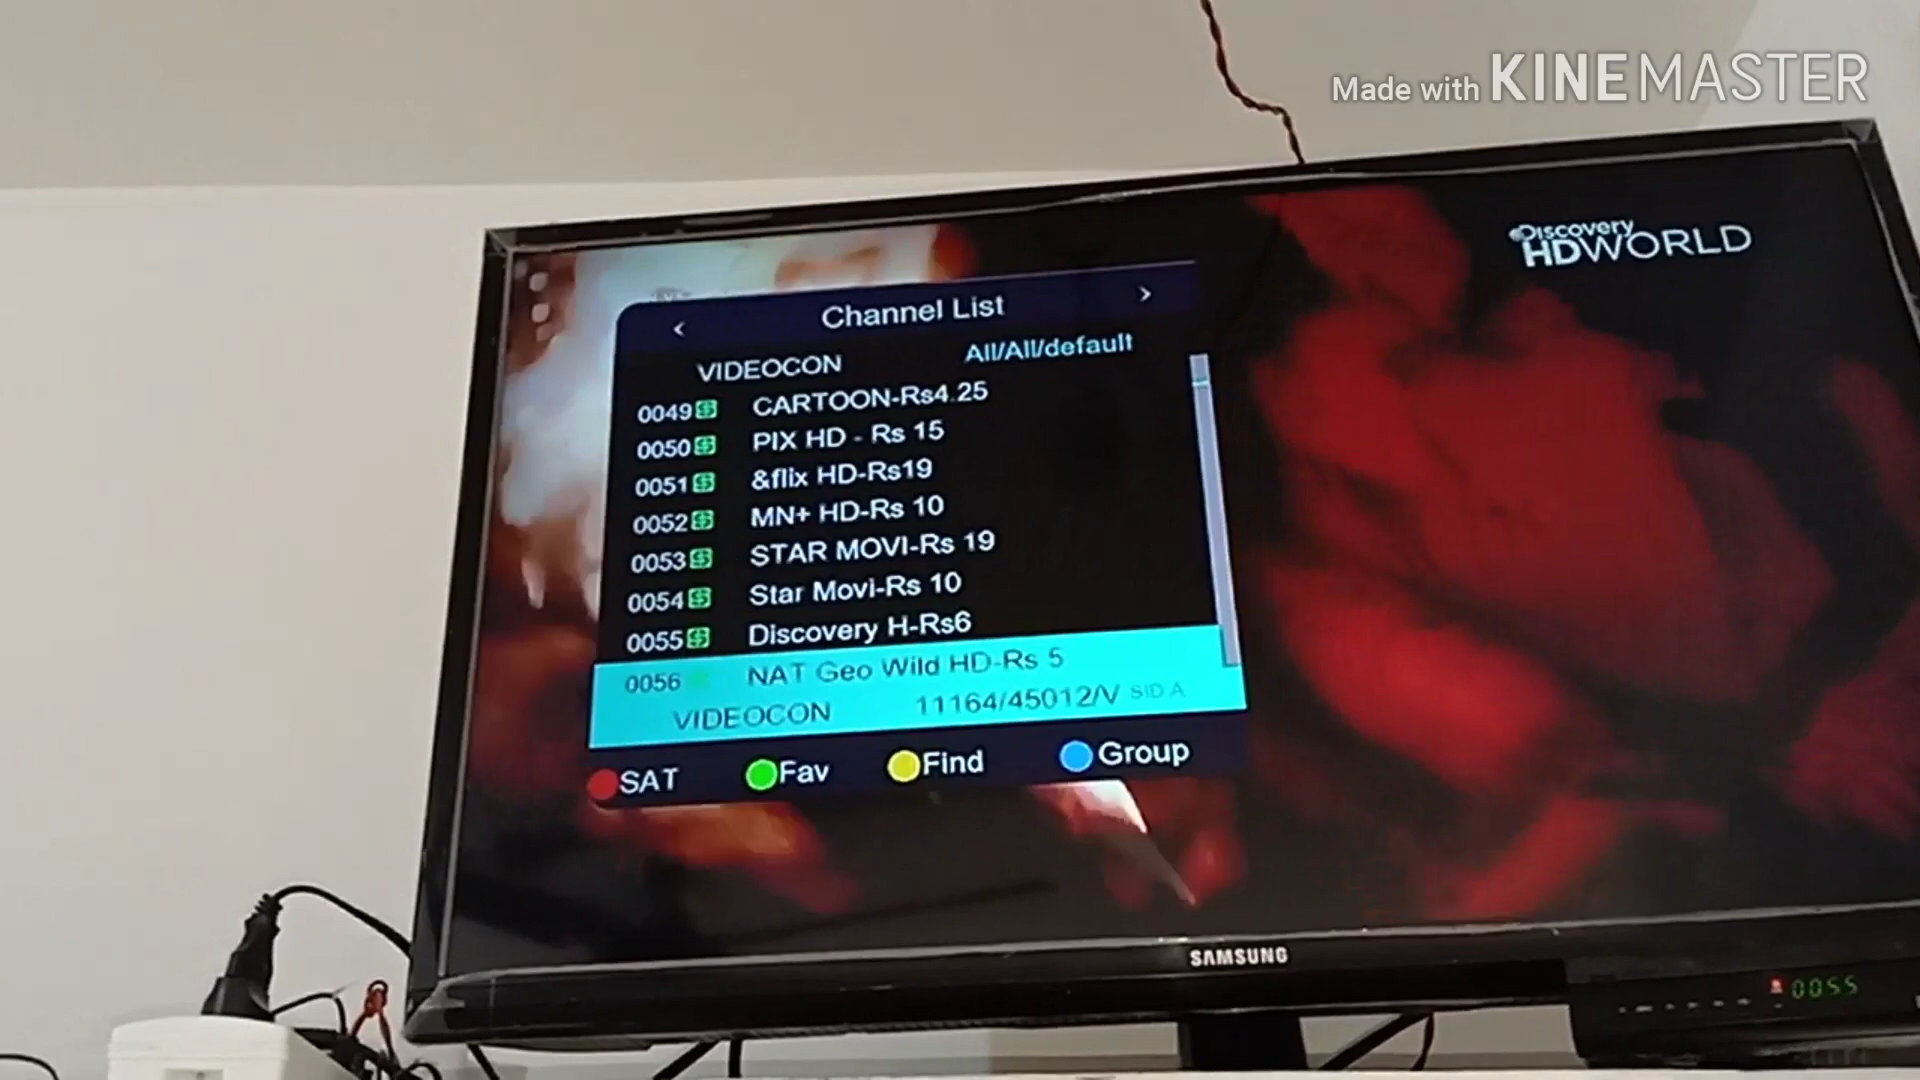 Made with KINEMASTER
Discovery
HDWORLD
‹ Channel List ›
VIDEOCON All/All/default
0049 $ CARTOON-Rs4.25
0050 $ PIX HD - Rs 15
0051 $ &flix HD-Rs19
0052 $ MN+ HD-Rs 10
0053 $ STAR MOVI-Rs 19
0054 $ Star Movi-Rs 10
0055 $ Discovery H-Rs6
0056 NAT Geo Wild HD-Rs 5
VIDEOCON 11164/45012/V SID A
SAT Fav Find Group
SAMSUNG
0055